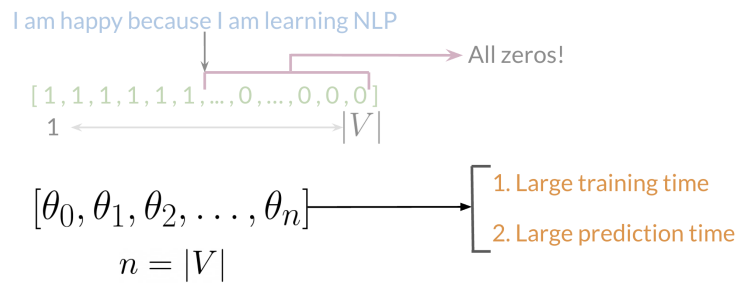 I am happy because I am learning NLP
All zeros!
[ 1, 1, 1, 1, 1, 1, ... , 0, ... , 0, 0, 0 ]
1 |V|
[θ₀, θ₁, θ₂, . . . , θₙ]
1. Large training time
2. Large prediction time
n = |V|